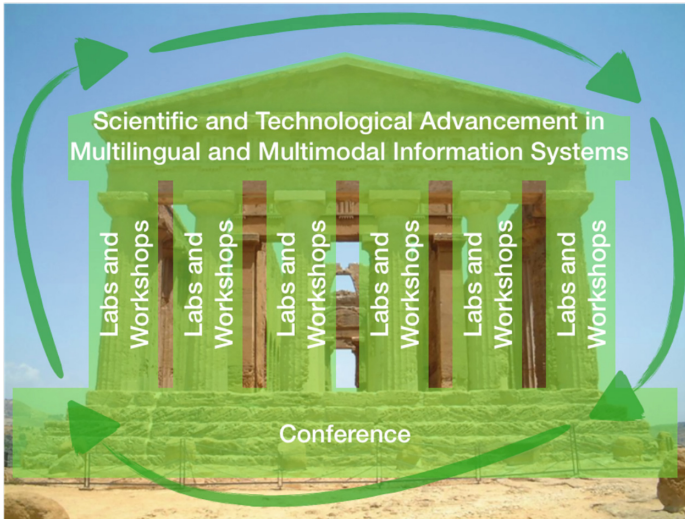 Scientific and Technological Advancement in
Multilingual and Multimodal Information Systems
Labs and
Workshops
Labs and
Workshops
Labs and
Workshops
Labs and
Workshops
Labs and
Workshops
Labs and
Workshops
Conference